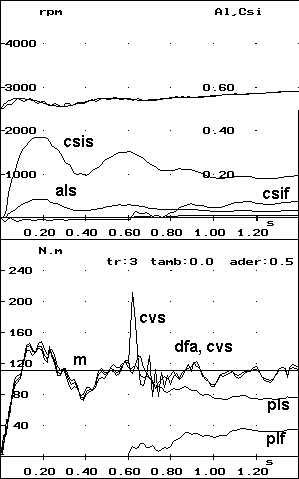 rpm Al,Csi
4000
3000 0.60
2000 0.40
csis
1000 0.20
als csif
0.20 0.40 0.60 0.80 1.00 1.20 s
N.m
240 tr:3 tamb:0.0 ader:0.5
200
cvs
160
m dfa, cvs
120
80
pls
40
plf
0.20 0.40 0.60 0.80 1.00 1.20 s